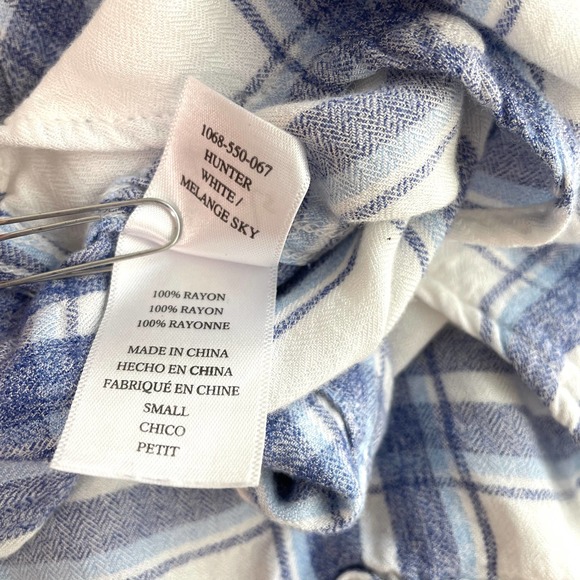 1068-550-067
HUNTER
WHITE /
MELANGE SKY
100% RAYON
100% RAYON
100% RAYONNE
MADE IN CHINA
HECHO EN CHINA
FABRIQUÉ EN CHINE
SMALL
CHICO
PETIT